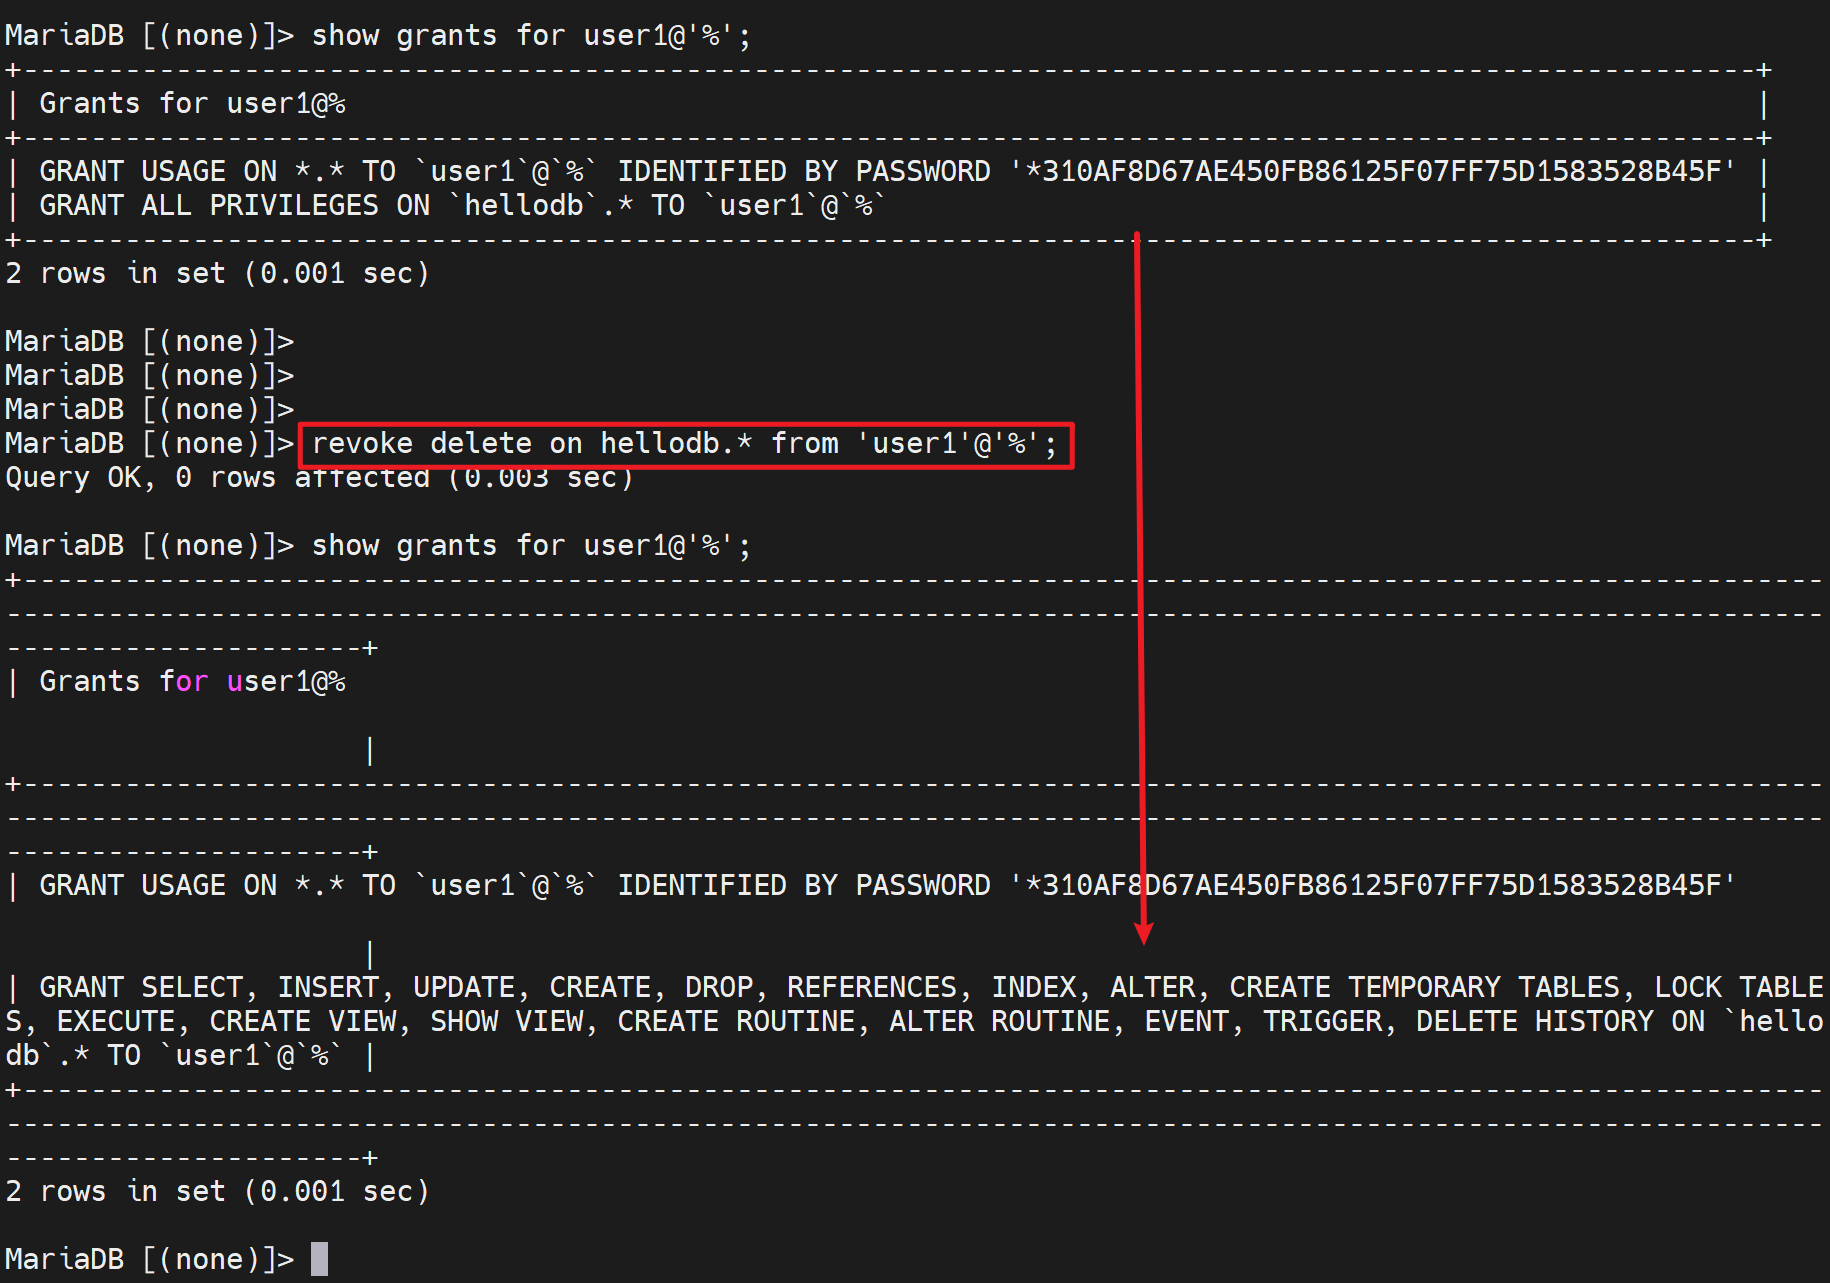 MariaDB [(none)]> show grants for user1@'%';
+------------------------------------------------------------------------------------------------------+
| Grants for user1@%                                                                                   |
+------------------------------------------------------------------------------------------------------+
| GRANT USAGE ON *.* TO `user1`@`%` IDENTIFIED BY PASSWORD '*310AF8D67AE450FB86125F07FF75D1583528B45F' |
| GRANT ALL PRIVILEGES ON `hellodb`.* TO `user1`@`%`                                                   |
+------------------------------------------------------------------------------------------------------+
2 rows in set (0.001 sec)
MariaDB [(none)]>
MariaDB [(none)]>
MariaDB [(none)]>
MariaDB [(none)]> revoke delete on hellodb.* from 'user1'@'%';
Query OK, 0 rows affected (0.003 sec)
MariaDB [(none)]> show grants for user1@'%';
+----------------------------------------------------------------------------------------------------------
-----------------------------------------------------------------------------------------------------------
---------------------+
| Grants for user1@%
                     |
+----------------------------------------------------------------------------------------------------------
-----------------------------------------------------------------------------------------------------------
---------------------+
| GRANT USAGE ON *.* TO `user1`@`%` IDENTIFIED BY PASSWORD '*310AF8D67AE450FB86125F07FF75D1583528B45F'
                     |
| GRANT SELECT, INSERT, UPDATE, CREATE, DROP, REFERENCES, INDEX, ALTER, CREATE TEMPORARY TABLES, LOCK TABLE
S, EXECUTE, CREATE VIEW, SHOW VIEW, CREATE ROUTINE, ALTER ROUTINE, EVENT, TRIGGER, DELETE HISTORY ON `hello
db`.* TO `user1`@`%` |
+----------------------------------------------------------------------------------------------------------
-----------------------------------------------------------------------------------------------------------
---------------------+
2 rows in set (0.001 sec)
MariaDB [(none)]>